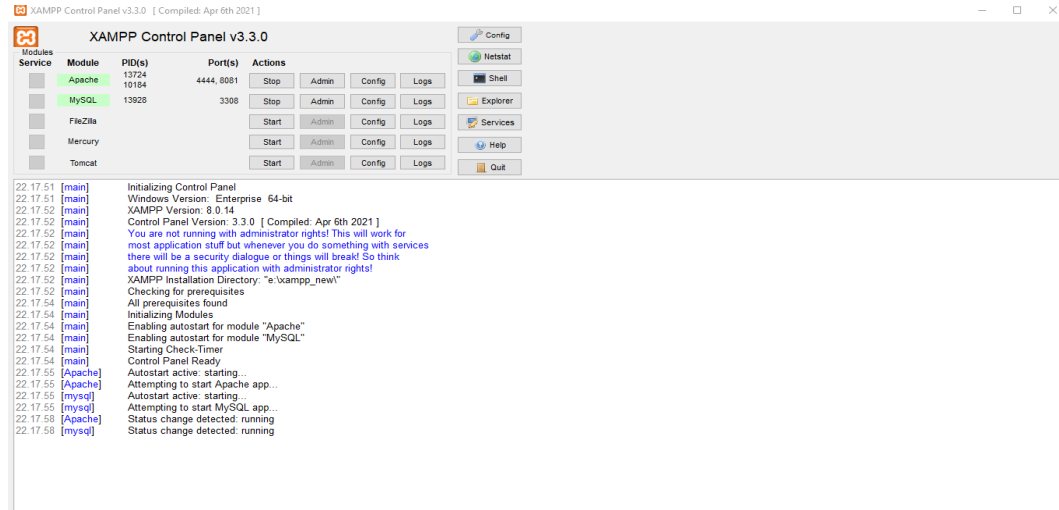 XAMPP Control Panel v3.3.0 [ Compiled: Apr 6th 2021 ]
XAMPP Control Panel v3.3.0
Config
Modules
Service Module PID(s) Port(s) Actions
Netstat
Apache 13724 10184 4444, 8081 Stop Admin Config Logs
Shell
MySQL 13928 3308 Stop Admin Config Logs
Explorer
FileZilla Start Admin Config Logs
Services
Mercury Start Admin Config Logs
Help
Tomcat Start Admin Config Logs
Quit
22.17.51 [main] Initializing Control Panel
22.17.51 [main] Windows Version: Enterprise 64-bit
22.17.52 [main] XAMPP Version: 8.0.14
22.17.52 [main] Control Panel Version: 3.3.0 [ Compiled: Apr 6th 2021 ]
22.17.52 [main] You are not running with administrator rights! This will work for
22.17.52 [main] most application stuff but whenever you do something with services
22.17.52 [main] there will be a security dialogue or things will break! So think
22.17.52 [main] about running this application with administrator rights!
22.17.52 [main] XAMPP Installation Directory: "e:\xampp_new\"
22.17.52 [main] Checking for prerequisites
22.17.54 [main] All prerequisites found
22.17.54 [main] Initializing Modules
22.17.54 [main] Enabling autostart for module "Apache"
22.17.54 [main] Enabling autostart for module "MySQL"
22.17.54 [main] Starting Check-Timer
22.17.54 [main] Control Panel Ready
22.17.55 [Apache] Autostart active: starting...
22.17.55 [Apache] Attempting to start Apache app...
22.17.55 [mysql] Autostart active: starting...
22.17.55 [mysql] Attempting to start MySQL app...
22.17.58 [Apache] Status change detected: running
22.17.58 [mysql] Status change detected: running